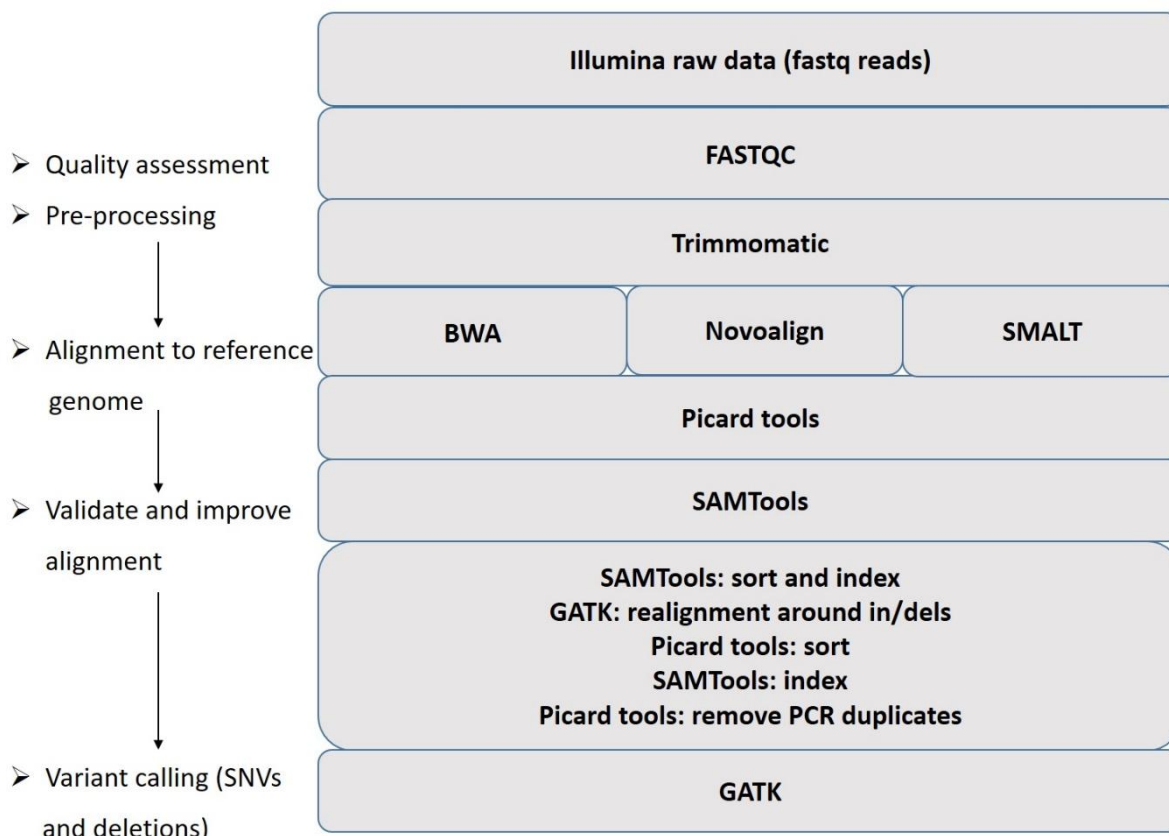 Illumina raw data (fastq reads)
FASTQC
➢ Quality assessment
➢ Pre-processing
Trimmomatic
BWA
Novoalign
SMALT
➢ Alignment to reference
genome
Picard tools
SAMTools
➢ Validate and improve
alignment
SAMTools: sort and index
GATK: realignment around in/dels
Picard tools: sort
SAMTools: index
Picard tools: remove PCR duplicates
➢ Variant calling (SNVs
and deletions)
GATK